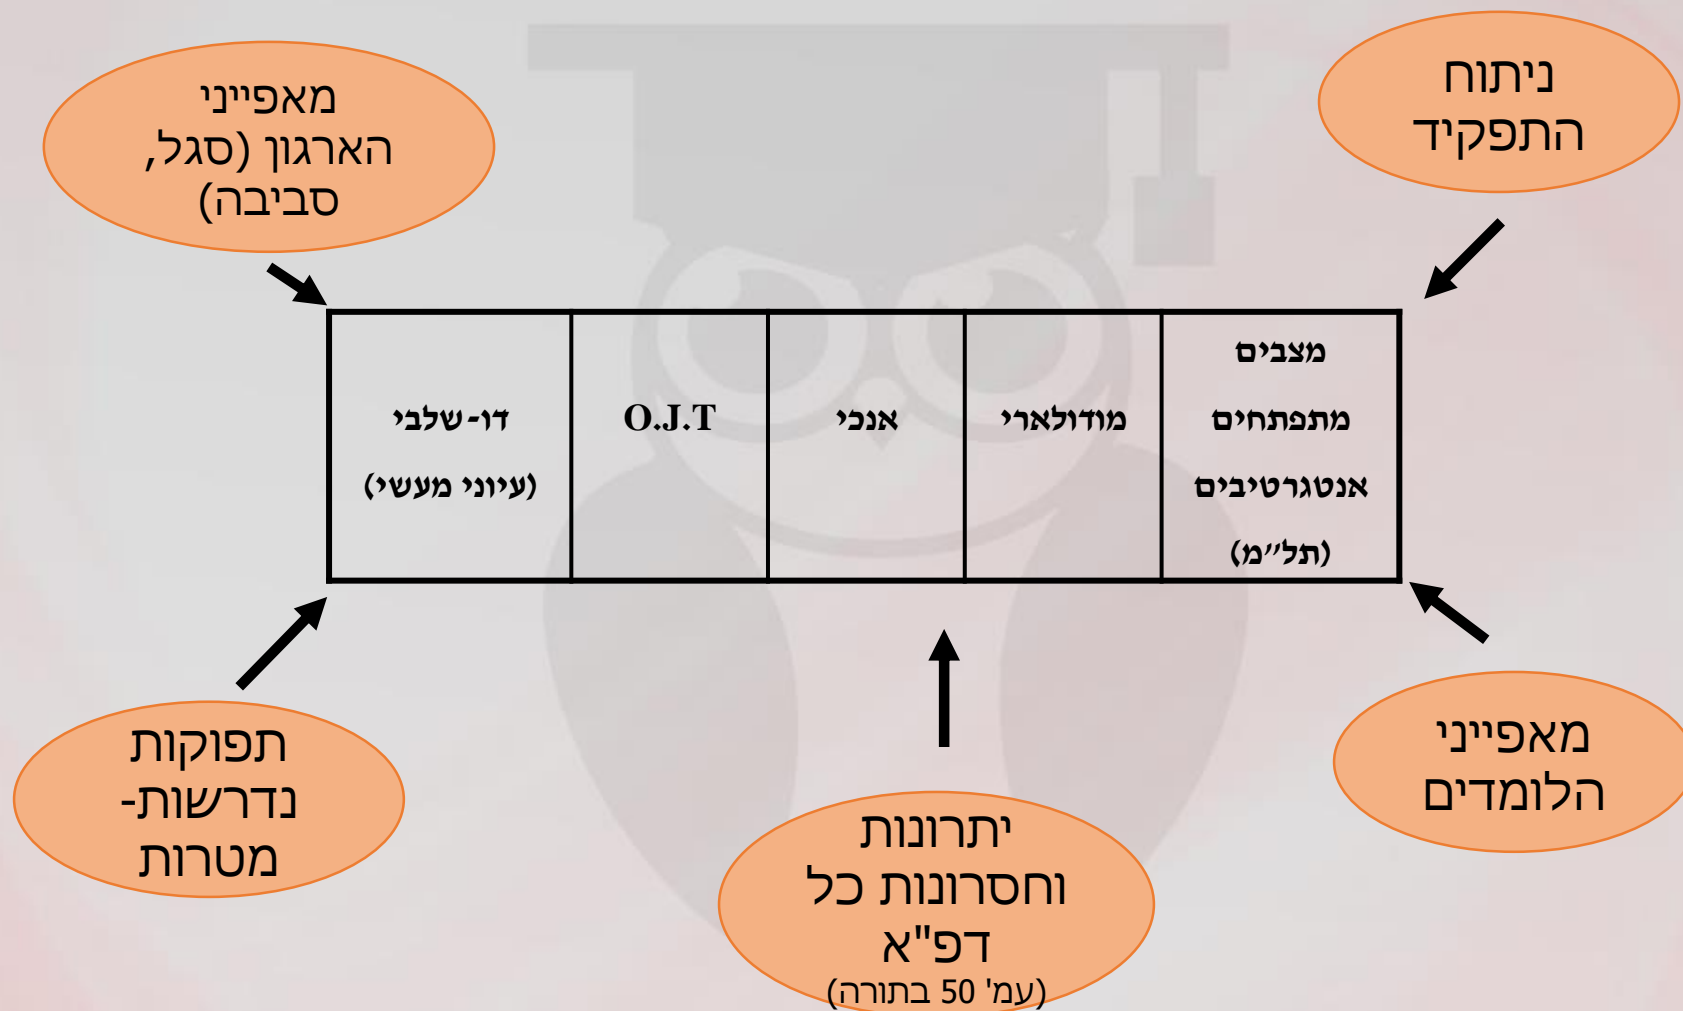 ניתוח
התפקיד
מאפייני
הארגון (סגל,
סביבה)
מצבים
מתפתחים
אנטגרטיבים
(תל״מ)
מודולארי
אנכי
O.J.T
דו-שלבי
(עיוני מעשי)
מאפייני
הלומדים
יתרונות
וחסרונות כל
דפ"א
(עמ' 50 בתורה)
תפוקות
נדרשות-
מטרות